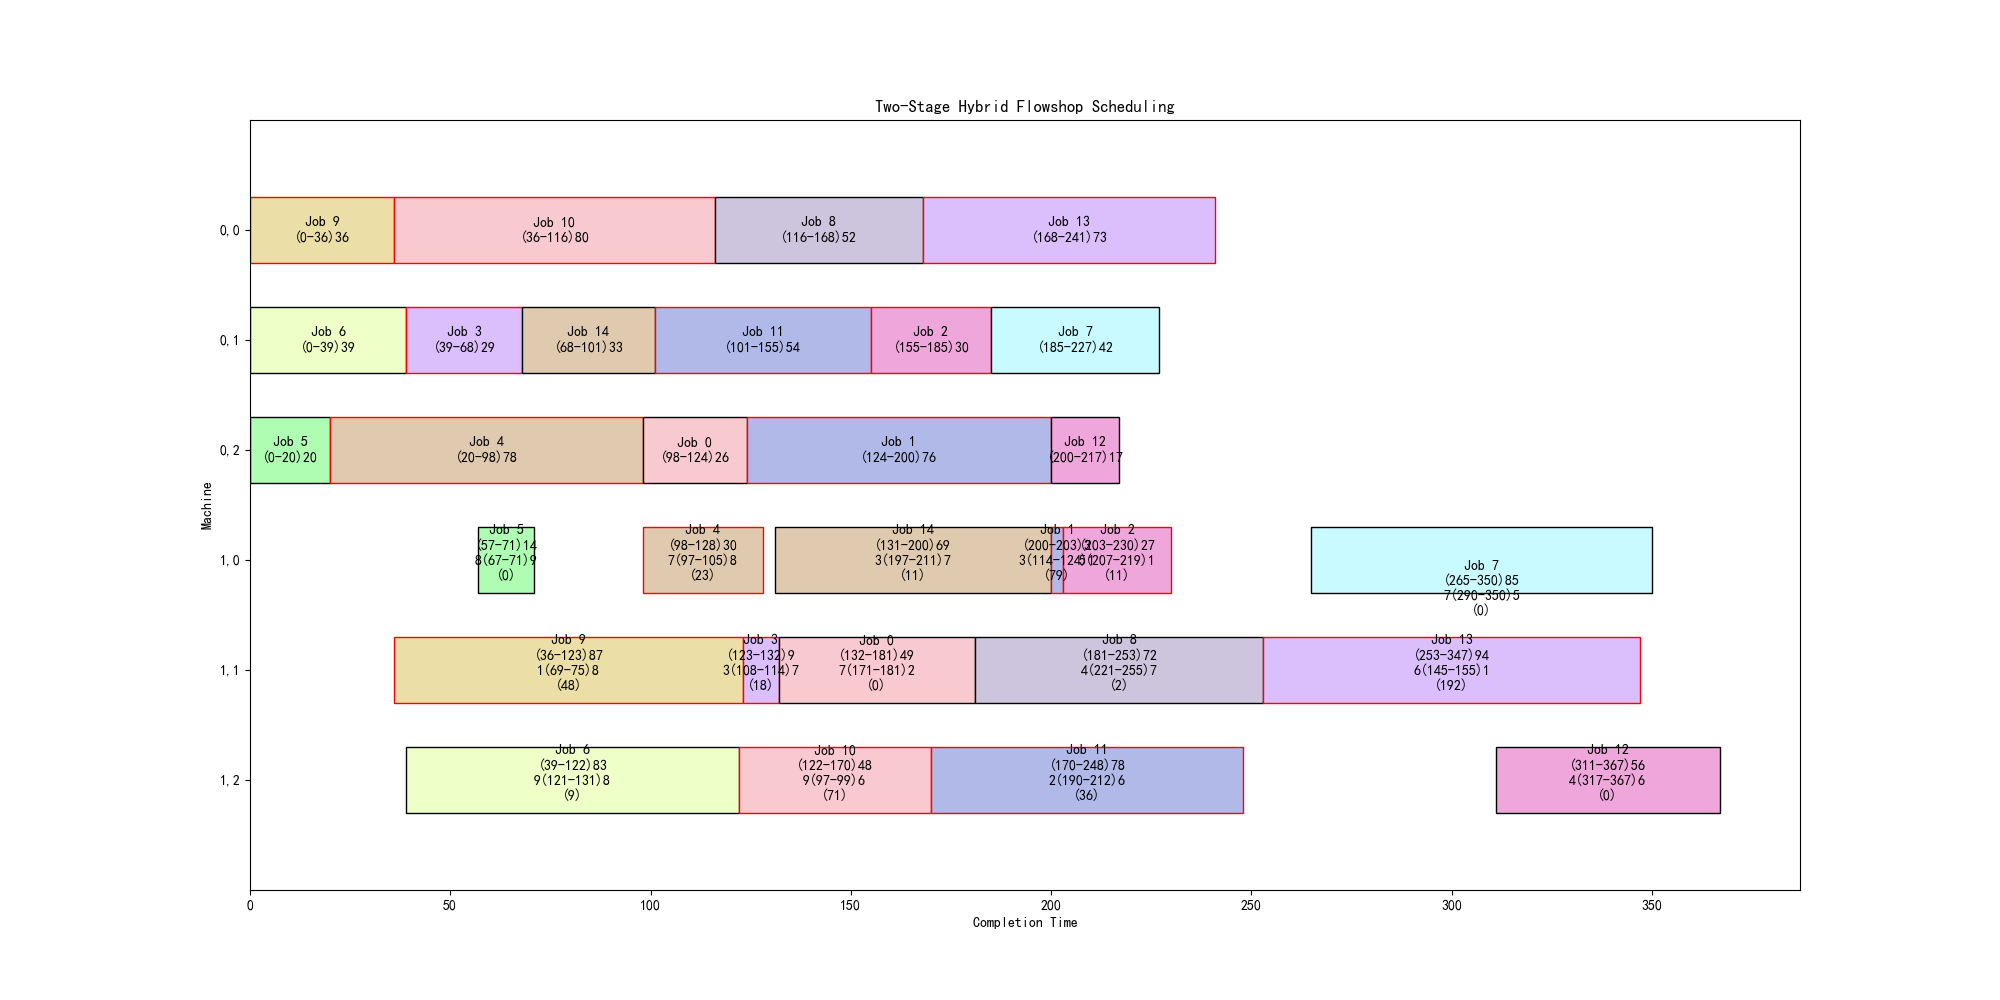 Two-Stage Hybrid Flowshop Scheduling
Machine
0,0
Job 9
(0-36)36
Job 10
(36-116)80
Job 8
(116-168)52
Job 13
(168-241)73
0,1
Job 6
(0-39)39
Job 3
(39-68)29
Job 14
(68-101)33
Job 11
(101-155)54
Job 2
(155-185)30
Job 7
(185-227)42
0,2
Job 5
(0-20)20
Job 4
(20-98)78
Job 0
(98-124)26
Job 1
(124-200)76
Job 12
(200-217)17
1,0
Job 5
(57-71)14
8(67-71)9
(0)
Job 4
(98-128)30
7(97-105)8
(23)
Job 14
(131-200)69
3(197-211)7
(11)
Job 1
(200-203)3
3(114-124)1
(79)
Job 2
(203-230)27
5(207-219)1
(11)
Job 7
(265-350)85
7(290-350)5
(0)
1,1
Job 9
(36-123)87
1(69-75)8
(48)
Job 3
(123-132)9
3(108-114)7
(18)
Job 0
(132-181)49
7(171-181)2
(0)
Job 8
(181-253)72
4(221-255)7
(2)
Job 13
(253-347)94
6(145-155)1
(192)
1,2
Job 6
(39-122)83
9(121-131)8
(9)
Job 10
(122-170)48
9(97-99)6
(71)
Job 11
(170-248)78
2(190-212)6
(36)
Job 12
(311-367)56
4(317-367)6
(0)
0
50
100
150
200
250
300
350
Completion Time